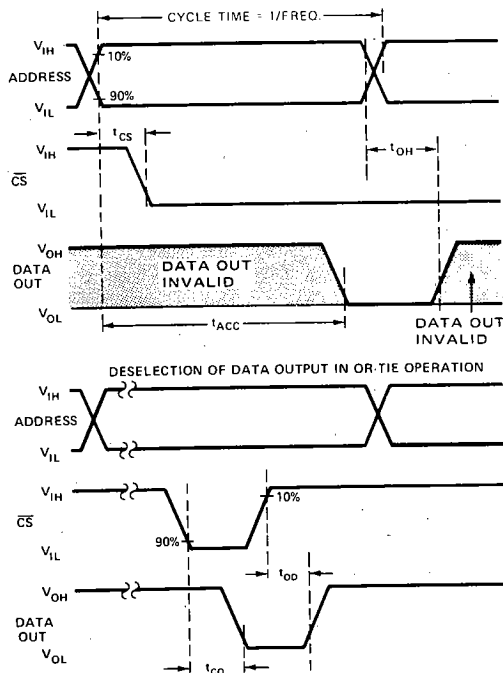 CYCLE TIME = 1/FREQ.
VIH
10%
ADDRESS
90%
VIL
tCS
tOH
VIH
CS
VIL
VOH
DATA
OUT
DATA OUT
INVALID
VOL
tACC
DATA OUT
INVALID
DESELECTION OF DATA OUTPUT IN OR-TIE OPERATION
VIH
ADDRESS
VIL
VIH
10%
CS
90%
VIL
tOD
VOH
DATA
OUT
VOL
tCO